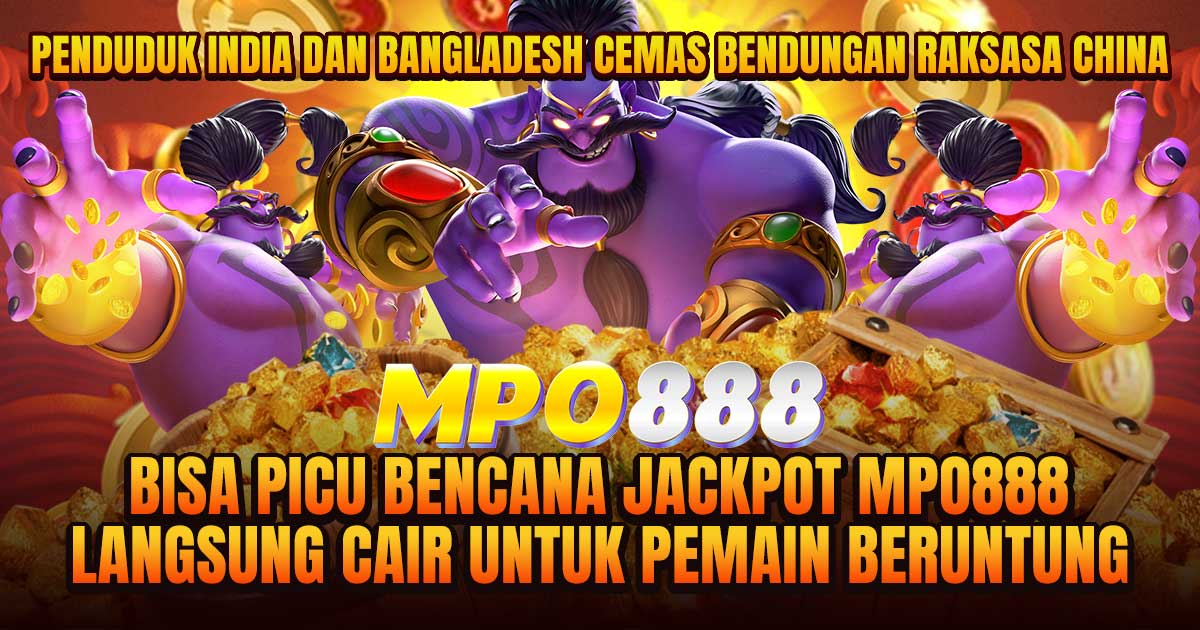 PENDUDUK INDIA DAN BANGLADESH CEMAS BENDUNGAN RAKSASA CHINA
MPO888
BISA PICU BENCANA JACKPOT MPO888
LANGSUNG CAIR UNTUK PEMAIN BERUNTUNG